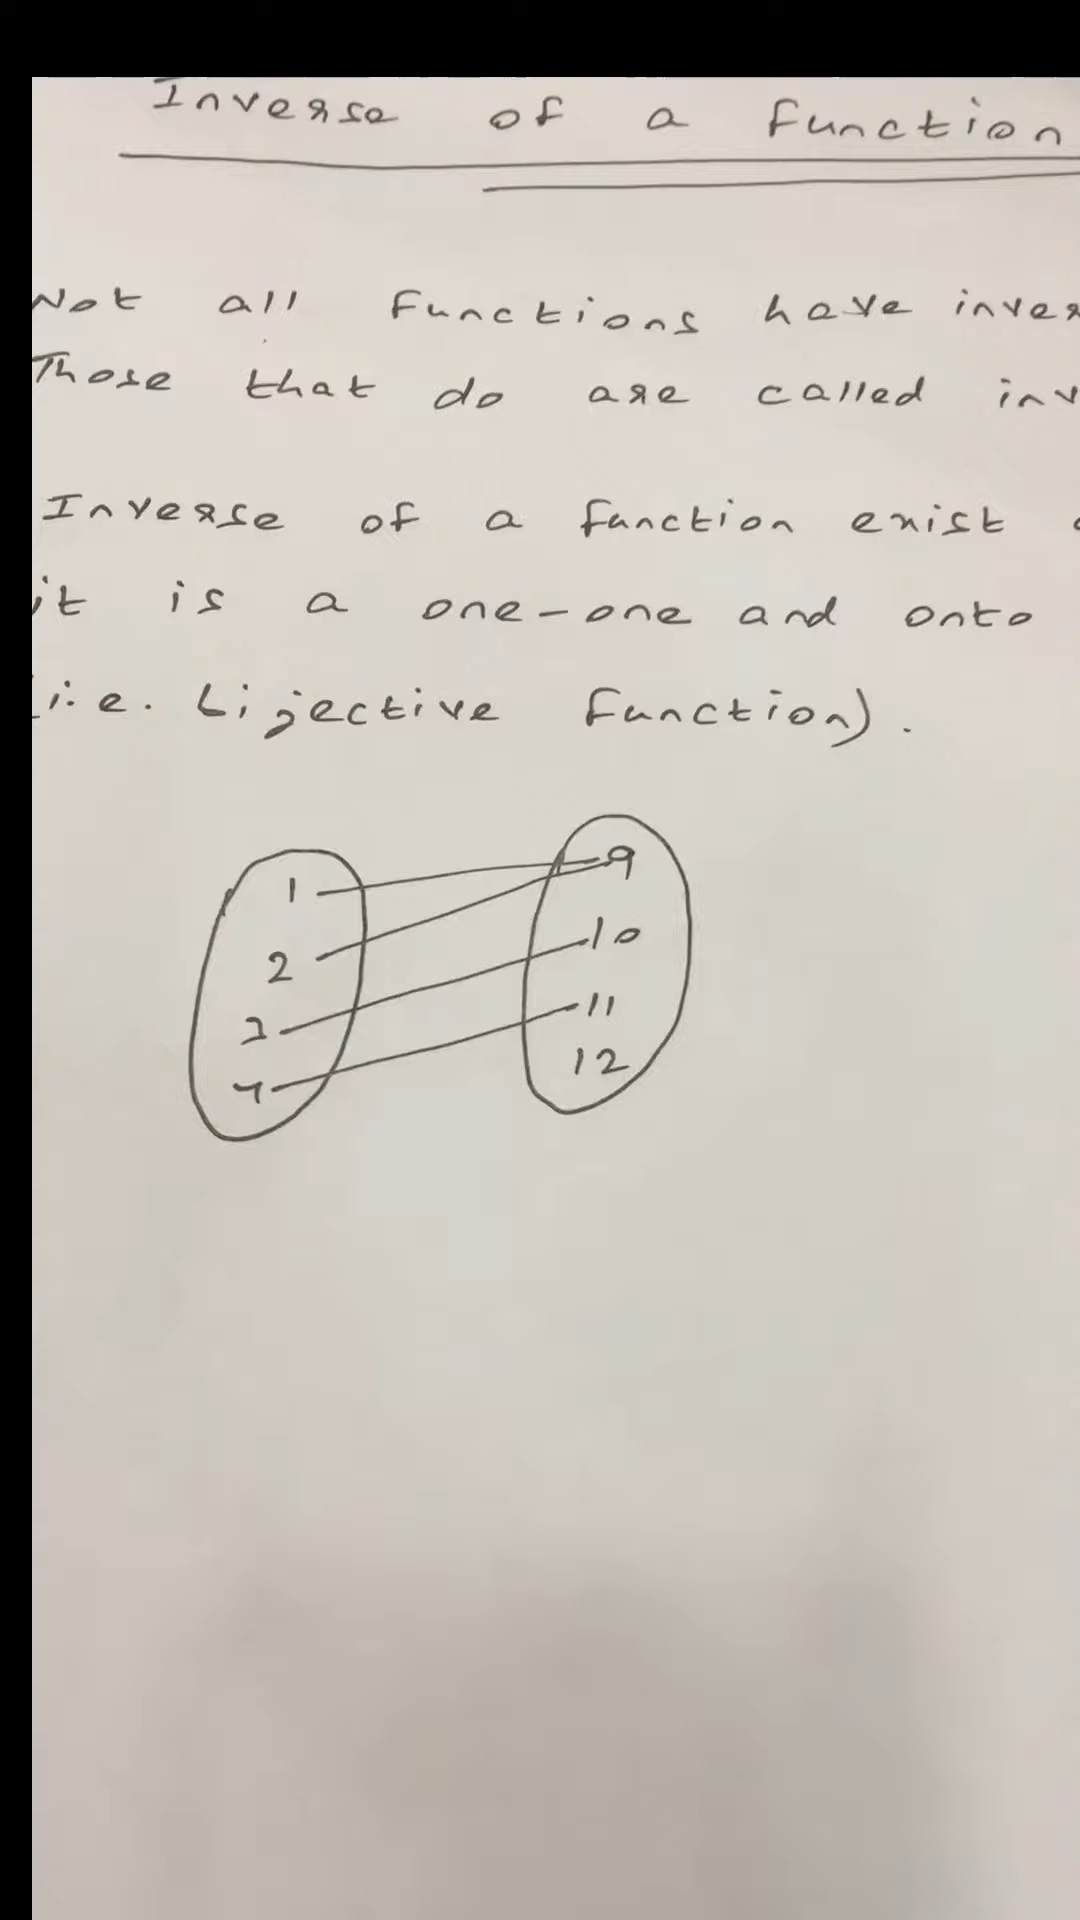 Inverse of a function
Not all functions have inver
Those that do are called inv
Inverse of a function exist
it is a one-one and onto
(i.e. bijective function).
1 9
2 10
3 11
4 12